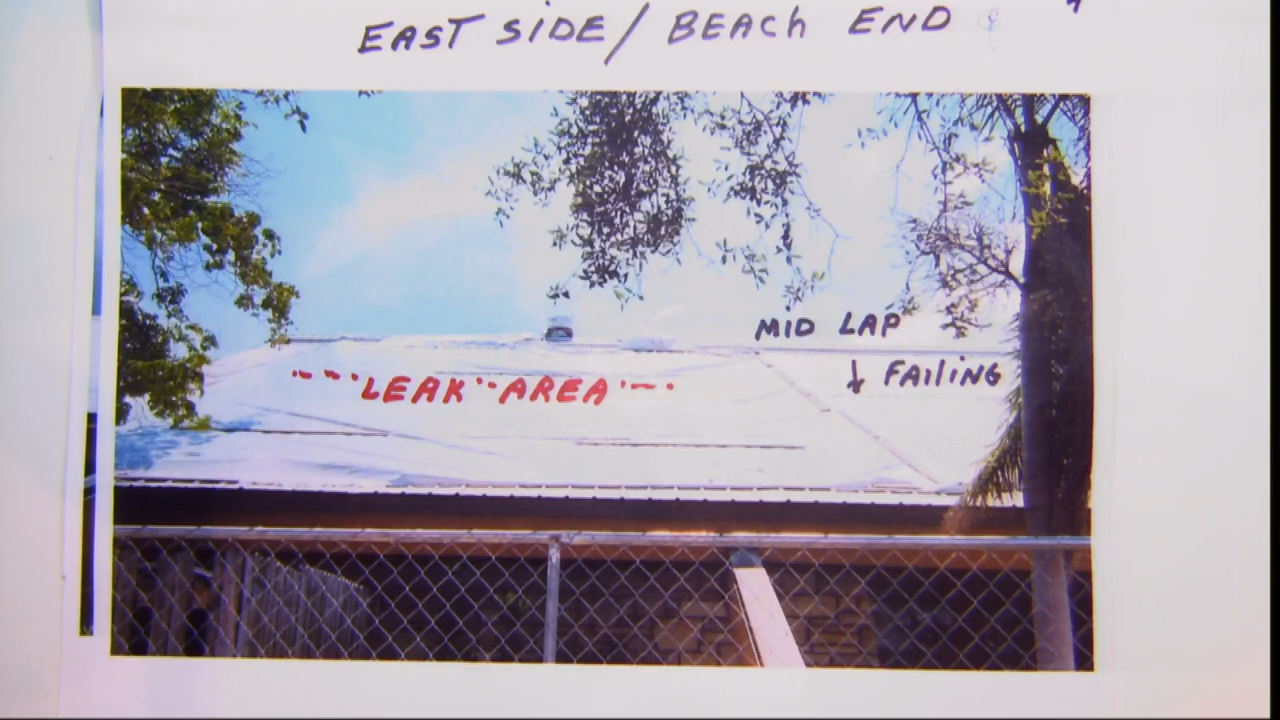 EAST SIDE/ BEACH END
MID LAP
↓ FAILING
LEAK AREA